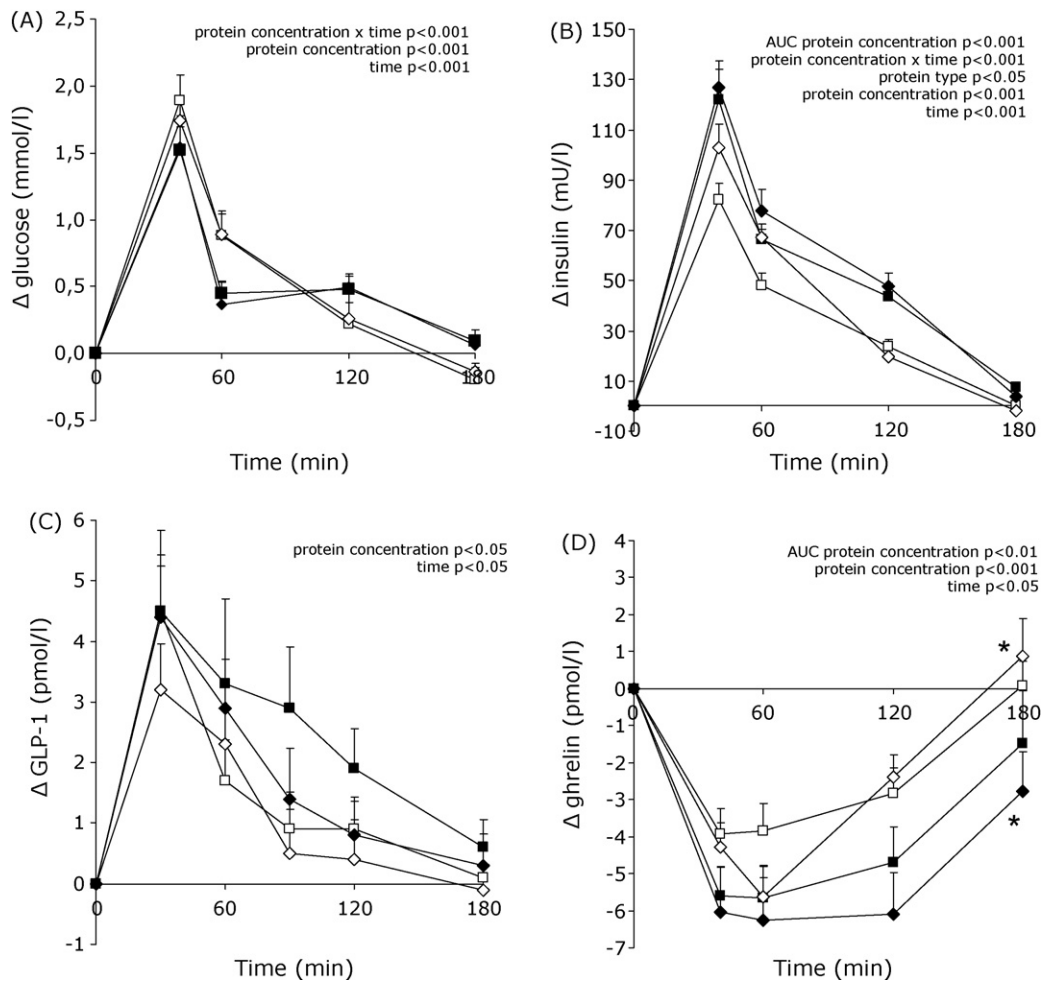 (A)
2,5
2,0
1,5
1,0
0,5
0,0
-0,5
Δ glucose (mmol/l)
protein concentration x time p<0.001
protein concentration p<0.001
time p<0.001
0
60
120
180
Time (min)
(B)
150
130
110
90
70
50
30
10
-10
Δ insulin (mU/l)
AUC protein concentration p<0.001
protein concentration x time p<0.001
protein type p<0.05
protein concentration p<0.001
time p<0.001
0
60
120
180
Time (min)
(C)
6
5
4
3
2
1
0
-1
Δ GLP-1 (pmol/l)
protein concentration p<0.05
time p<0.05
0
60
120
180
Time (min)
(D)
4
3
2
1
0
-1
-2
-3
-4
-5
-6
-7
Δ ghrelin (pmol/l)
AUC protein concentration p<0.01
protein concentration p<0.001
time p<0.05
*
0
60
120
180
*
Time (min)